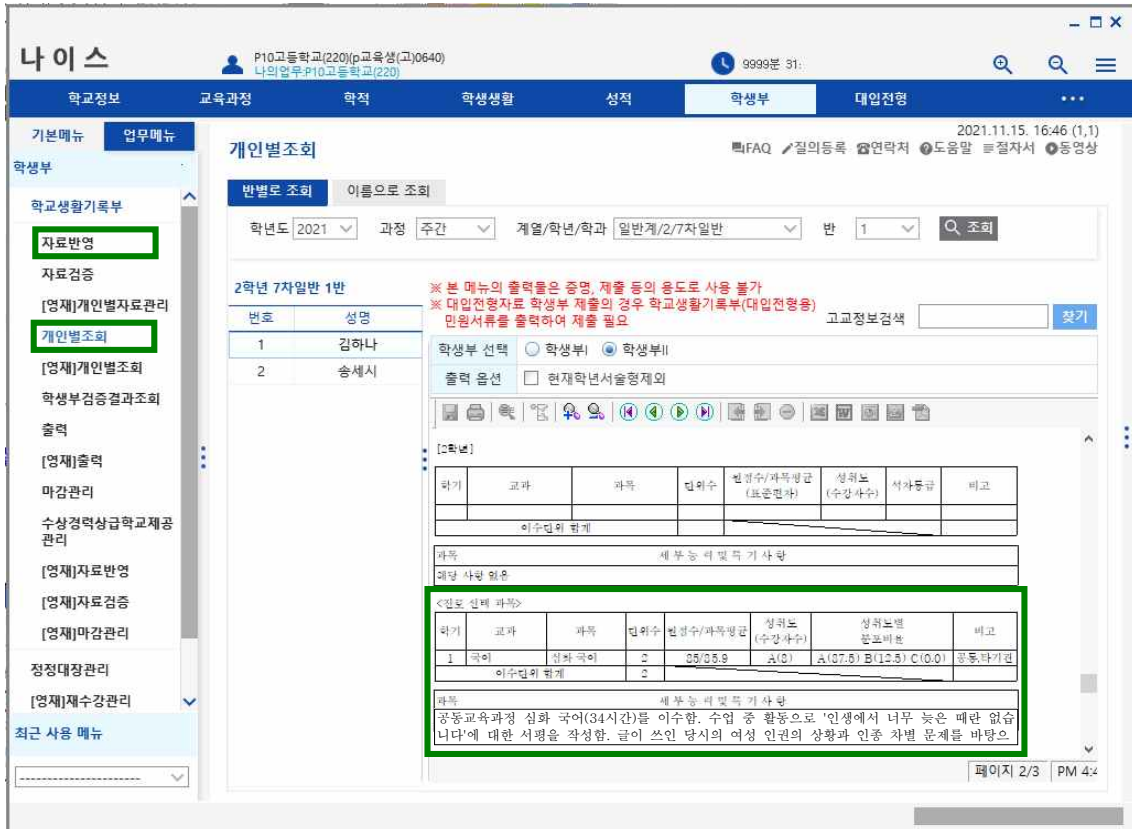 나이스
P10고등학교(220)(p교육생(고)0640)
나의업무:P10고등학교(220)
9999분 31:
학교정보 교육과정 학적 학생생활 성적 학생부 대입전형 •••
기본메뉴 업무메뉴
2021.11.15. 16:46 (1,1)
개인별조회
FAQ 질의등록 연락처 도움말 절차서 동영상
학생부
학교생활기록부
자료반영
자료검증
[영재]개인별자료관리
개인별조회
[영재]개인별조회
학생부검증결과조회
출력
[영재]출력
마감관리
수상경력상급학교제공
관리
[영재]자료반영
[영재]자료검증
[영재]마감관리
정정대장관리
[영재]재수강관리
최근 사용 메뉴
----------------------
반별로 조회 이름으로 조회
학년도 2021 과정 주간 계열/학년/학과 일반계/2/7차일반 반 1 조회
2학년 7차일반 1반
번호 성명
1 김하나
2 송세시
※ 본 메뉴의 출력물은 증명, 제출 등의 용도로 사용 불가
※ 대입전형자료 학생부 제출의 경우 학교생활기록부(대입전형용)
민원서류를 출력하여 제출 필요
고교정보검색 찾기
학생부 선택 학생부I 학생부II
출력 옵션 현재학년서술형제외
[2학년]
학기 교과 과목 단위수 원점수/과목평균 성취도 석차등급 비고
(표준편차) (수강자수)
이수단위 합계
과목 세부능력및특기사항
해당 사항 없음
<진로 선택 과목>
학기 교과 과목 단위수 원점수/과목평균 성취도 성취도별 비고
(수강자수) 분포비율
1 국어 심화 국어 2 85/85.9 A(8) A(87.5) B(12.5) C(0.0) 공동,타기관
이수단위 합계 2
과목 세부능력및특기사항
공동교육과정 심화 국어(34시간)를 이수함. 수업 중 활동으로 '인생에서 너무 늦은 때란 없습
니다'에 대한 서평을 작성함. 글이 쓰인 당시의 여성 인권의 상황과 인종 차별 문제를 바탕으
페이지 2/3 PM 4:4